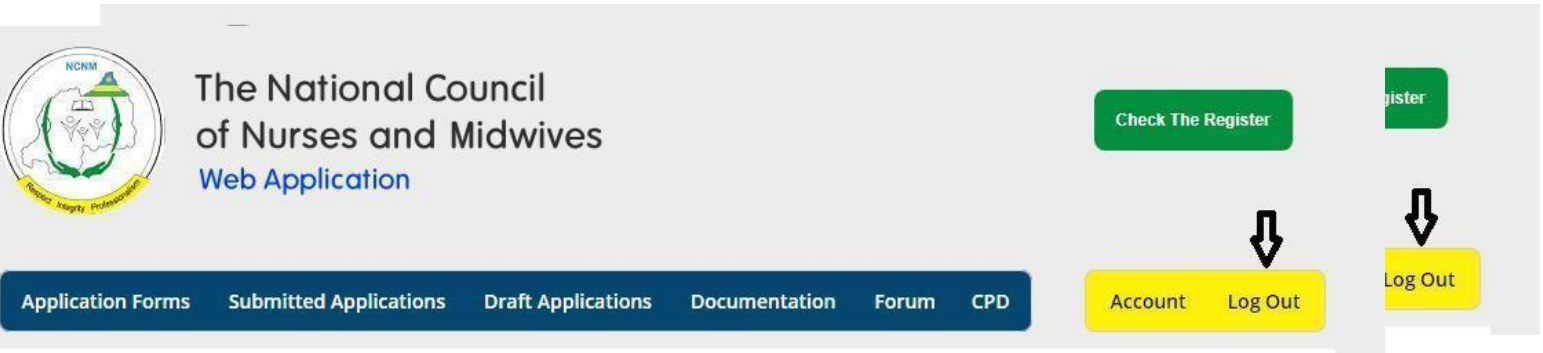 NCNM
Respect Integrity Professionalism
The National Council
of Nurses and Midwives
Web Application
Check The Register
gister
Application Forms Submitted Applications Draft Applications Documentation Forum CPD
Account Log Out
Log Out